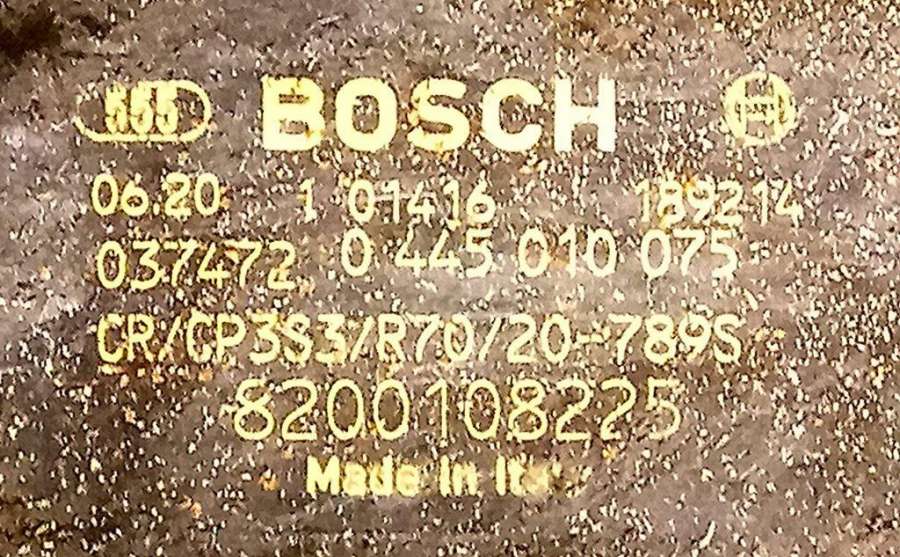 555 BOSCH
06.20 1 01416 189214
037472 0 445 010 075
CR/CP3S3/R70/20-789S
8200108225
Made in Italy